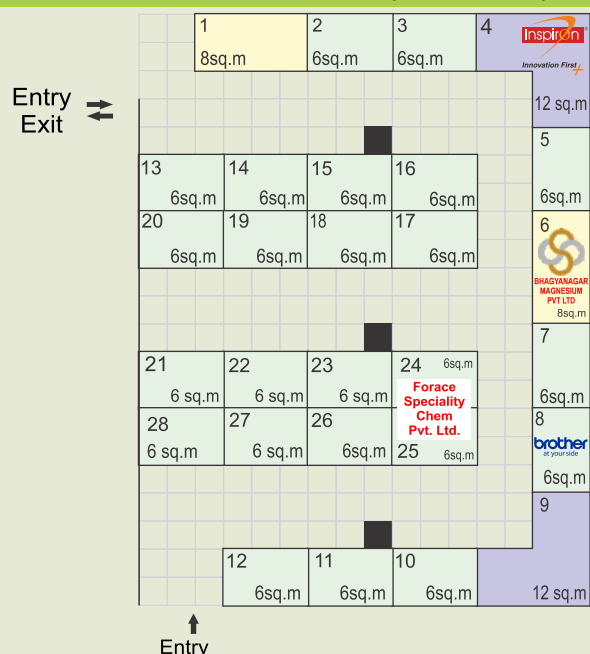 1
8sq.m
2
6sq.m
3
6sq.m
4
Inspirøn
Innovation First
12 sq.m
Entry
Exit
5
6sq.m
13
6sq.m
14
6sq.m
15
6sq.m
16
6sq.m
20
6sq.m
19
6sq.m
18
6sq.m
17
6sq.m
6
BHAGYANAGAR
MAGNESIUM
PVT LTD
8sq.m
7
6sq.m
21
6 sq.m
22
6 sq.m
23
6 sq.m
24
6sq.m
Forace
Speciality
Chem
Pvt. Ltd.
28
6 sq.m
27
6 sq.m
26
6sq.m
25
6sq.m
8
brother
at your side
6sq.m
9
12 sq.m
12
6sq.m
11
6sq.m
10
6sq.m
Entry